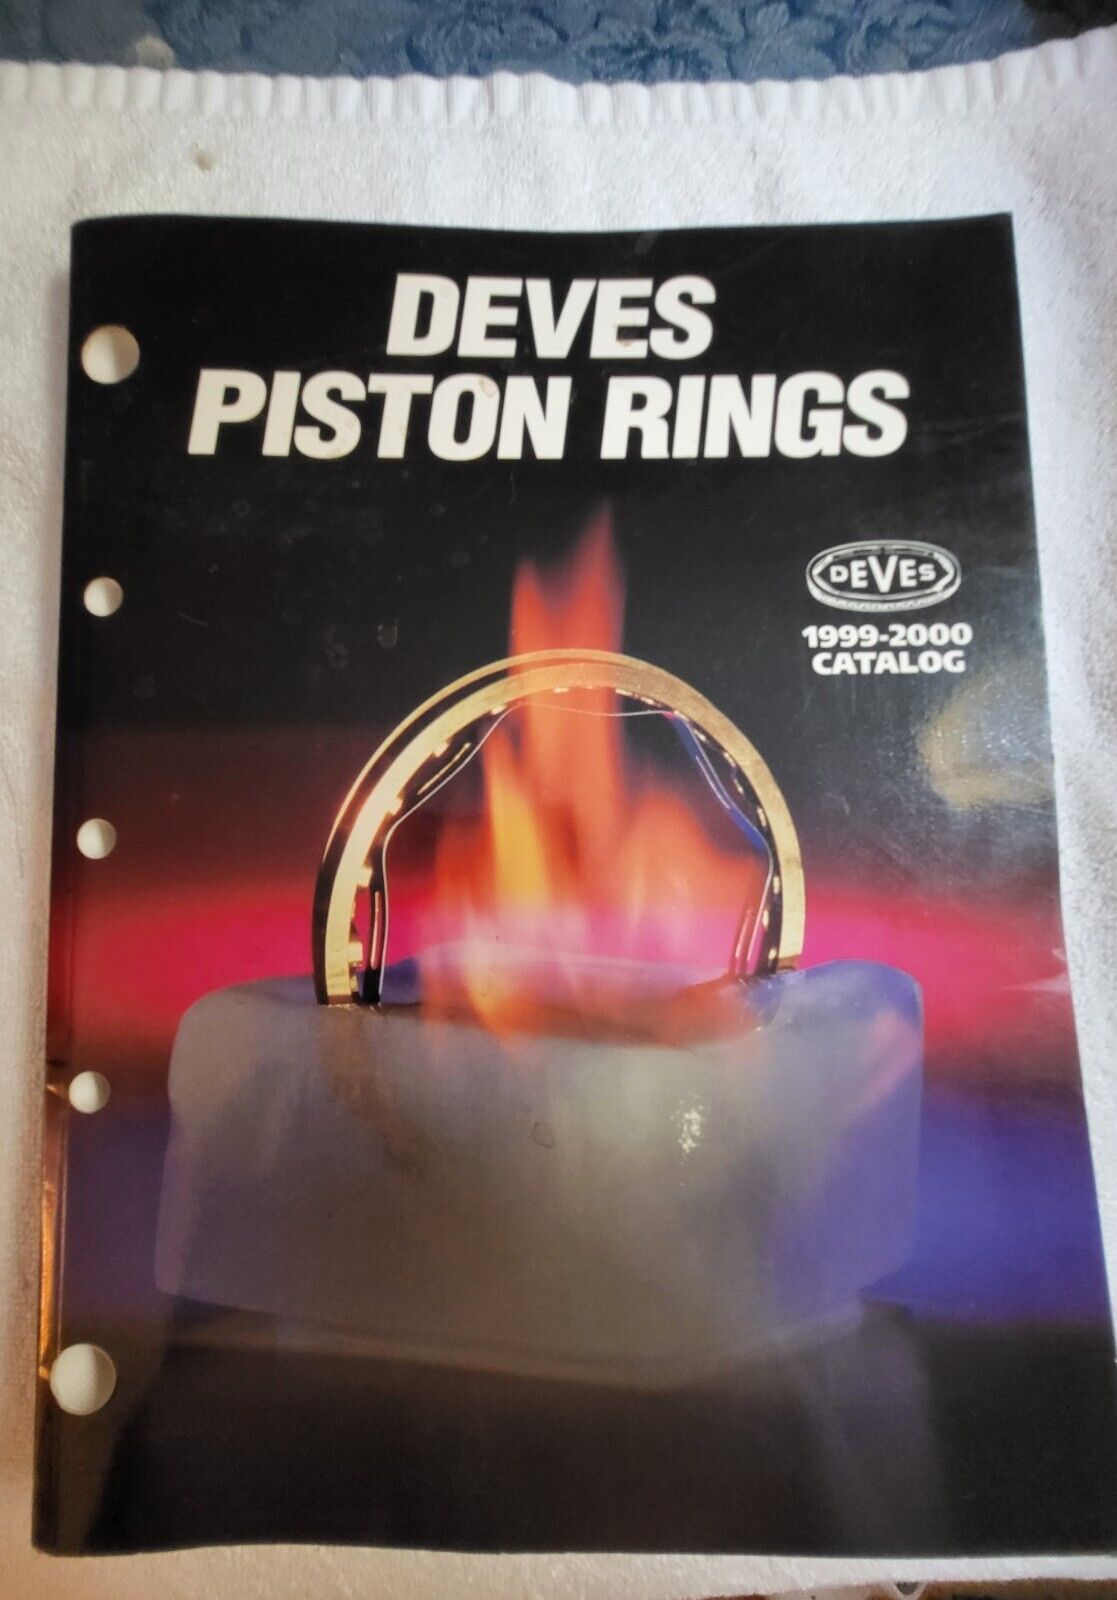 DEVES
PISTON RINGS
DEVES
1999-2000
CATALOG